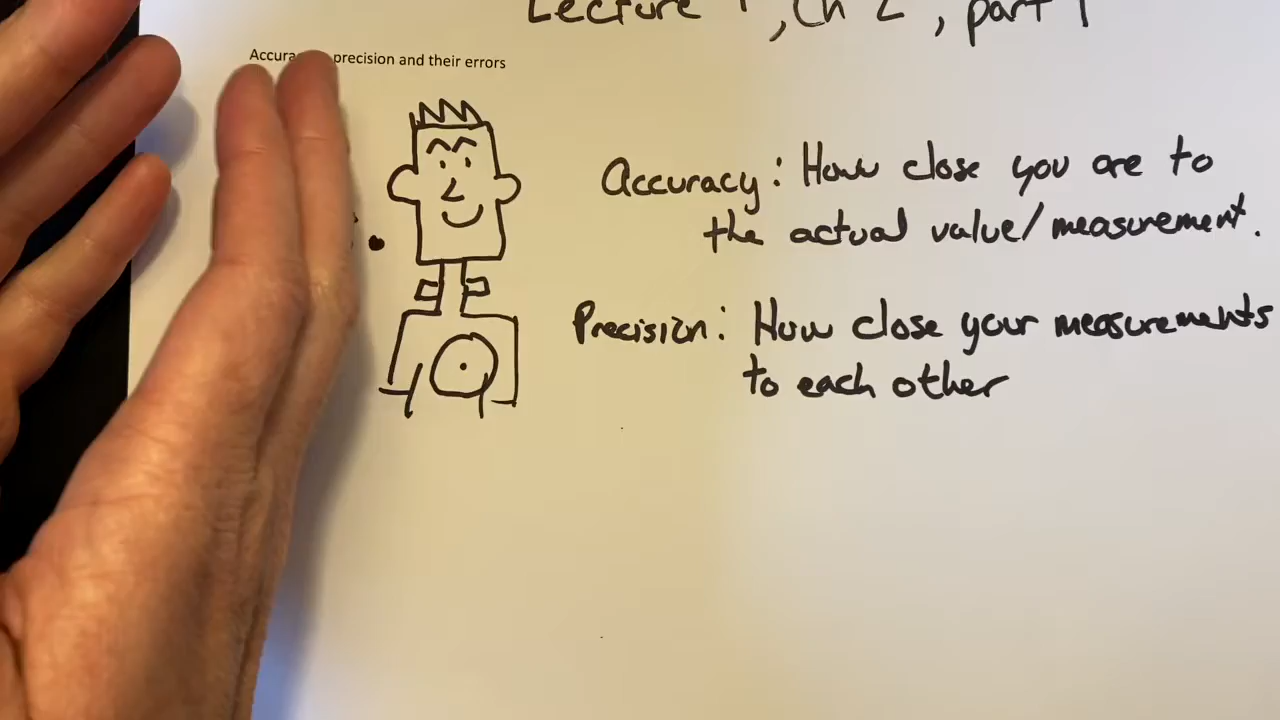 Lecture 1, Ch 2, part 1
precision and their errors
Accuracy: How close you are to
the actual value/measurement.
Precision: How close your measurements
to each other